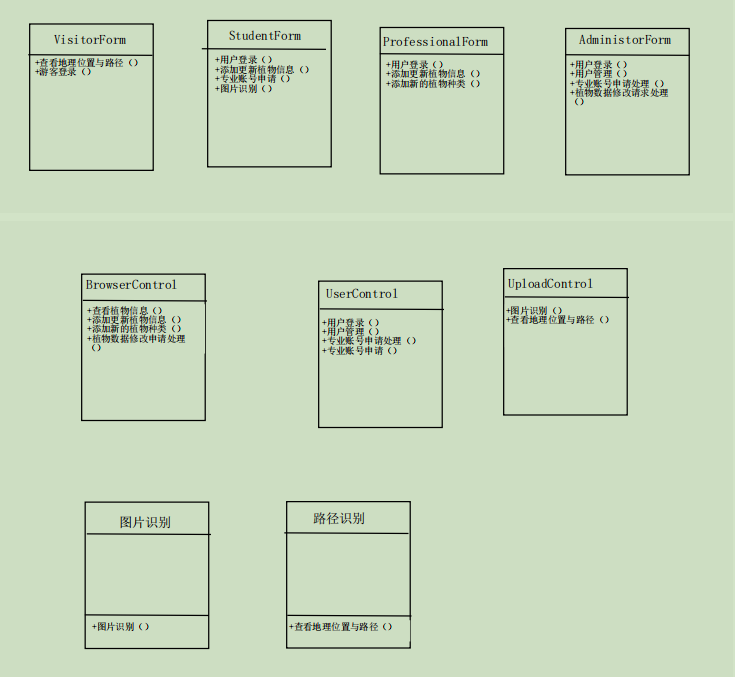 VisitorForm
+查看地理位置与路径（）
+游客登录（）
StudentForm
+用户登录（）
+添加更新植物信息（）
+专业账号申请（）
+图片识别（）
ProfessionalForm
+用户登录（）
+添加更新植物信息（）
+添加新的植物种类（）
AdministorForm
+用户登录（）
+用户管理（）
+专业账号申请处理（）
+植物数据修改请求处理
（）
BrowserControl
+查看植物信息（）
+添加更新植物信息（）
+添加新的植物种类（）
+植物数据修改申请处理
（）
UserControl
+用户登录（）
+用户管理（）
+专业账号申请处理（）
+专业账号申请（）
UploadControl
+图片识别（）
+查看地理位置与路径（）
图片识别
+图片识别（）
路径识别
+查看地理位置与路径（）